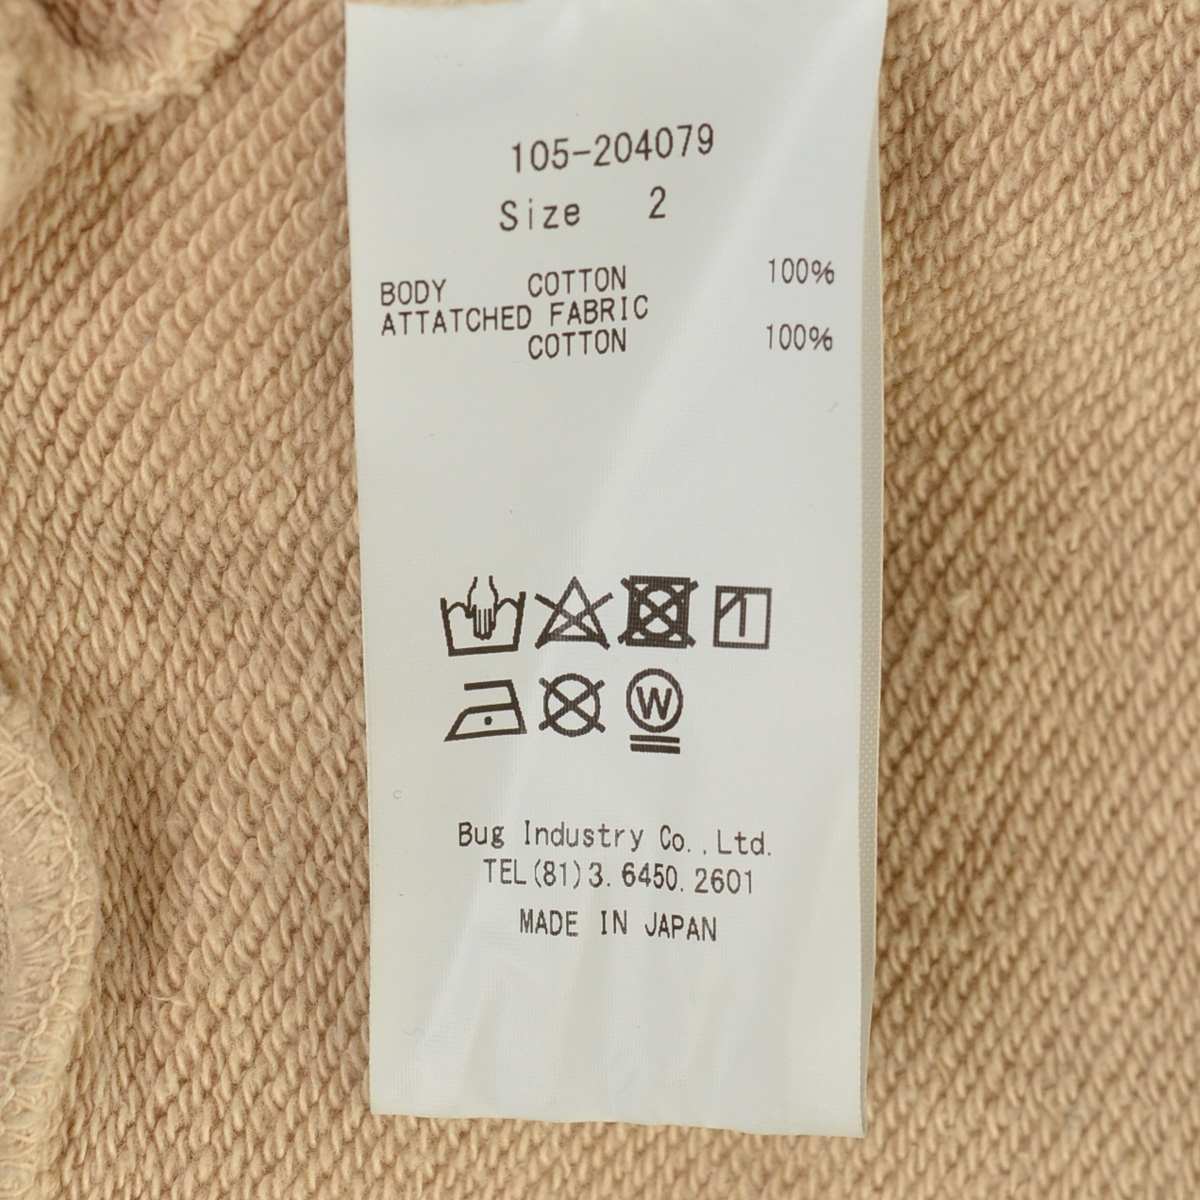 105-204079
Size 2
BODY COTTON 100%
ATTATCHED FABRIC
COTTON 100%
W
Bug Industry Co.,Ltd.
TEL(81)3.6450.2601
MADE IN JAPAN